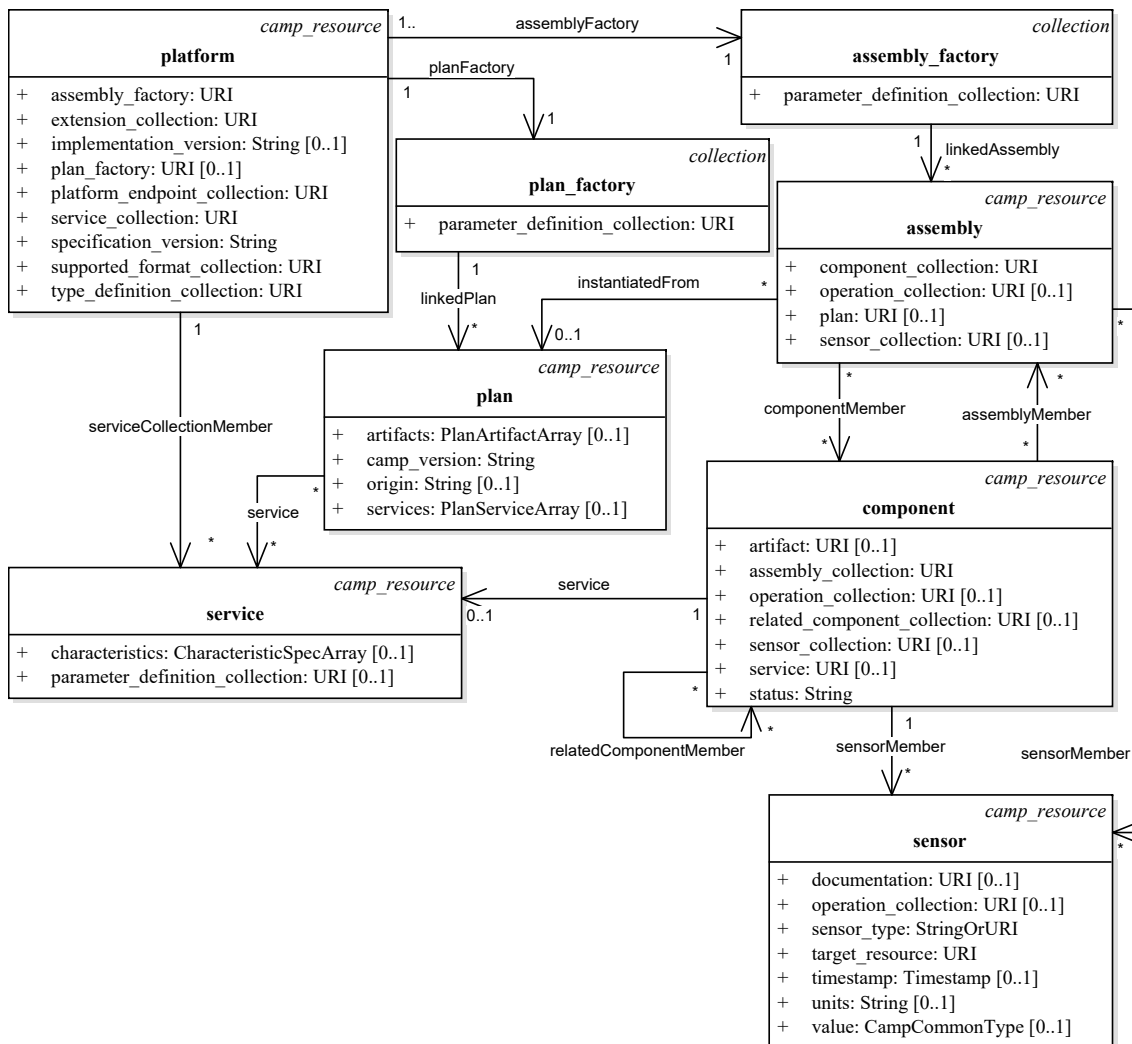 camp_resource
platform
+ assembly_factory: URI
+ extension_collection: URI
+ implementation_version: String [0..1]
+ plan_factory: URI [0..1]
+ platform_endpoint_collection: URI
+ service_collection: URI
+ specification_version: String
+ supported_format_collection: URI
+ type_definition_collection: URI
1..
assemblyFactory
1
collection
assembly_factory
+ parameter_definition_collection: URI
planFactory
1
1
collection
plan_factory
+ parameter_definition_collection: URI
1
linkedAssembly
*
camp_resource
assembly
+ component_collection: URI
+ operation_collection: URI [0..1]
+ plan: URI [0..1]
+ sensor_collection: URI [0..1]
*
1
linkedPlan
*
instantiatedFrom
*
0..1
camp_resource
plan
+ artifacts: PlanArtifactArray [0..1]
+ camp_version: String
+ origin: String [0..1]
+ services: PlanServiceArray [0..1]
1
serviceCollectionMember
*
*
service
*
*
componentMember
*
*
assemblyMember
*
camp_resource
component
+ artifact: URI [0..1]
+ assembly_collection: URI
+ operation_collection: URI [0..1]
+ related_component_collection: URI [0..1]
+ sensor_collection: URI [0..1]
+ service: URI [0..1]
+ status: String
camp_resource
service
+ characteristics: CharacteristicSpecArray [0..1]
+ parameter_definition_collection: URI [0..1]
service
0..1
1
*
relatedComponentMember
*
1
sensorMember
*
sensorMember
*
camp_resource
sensor
+ documentation: URI [0..1]
+ operation_collection: URI [0..1]
+ sensor_type: StringOrURI
+ target_resource: URI
+ timestamp: Timestamp [0..1]
+ units: String [0..1]
+ value: CampCommonType [0..1]